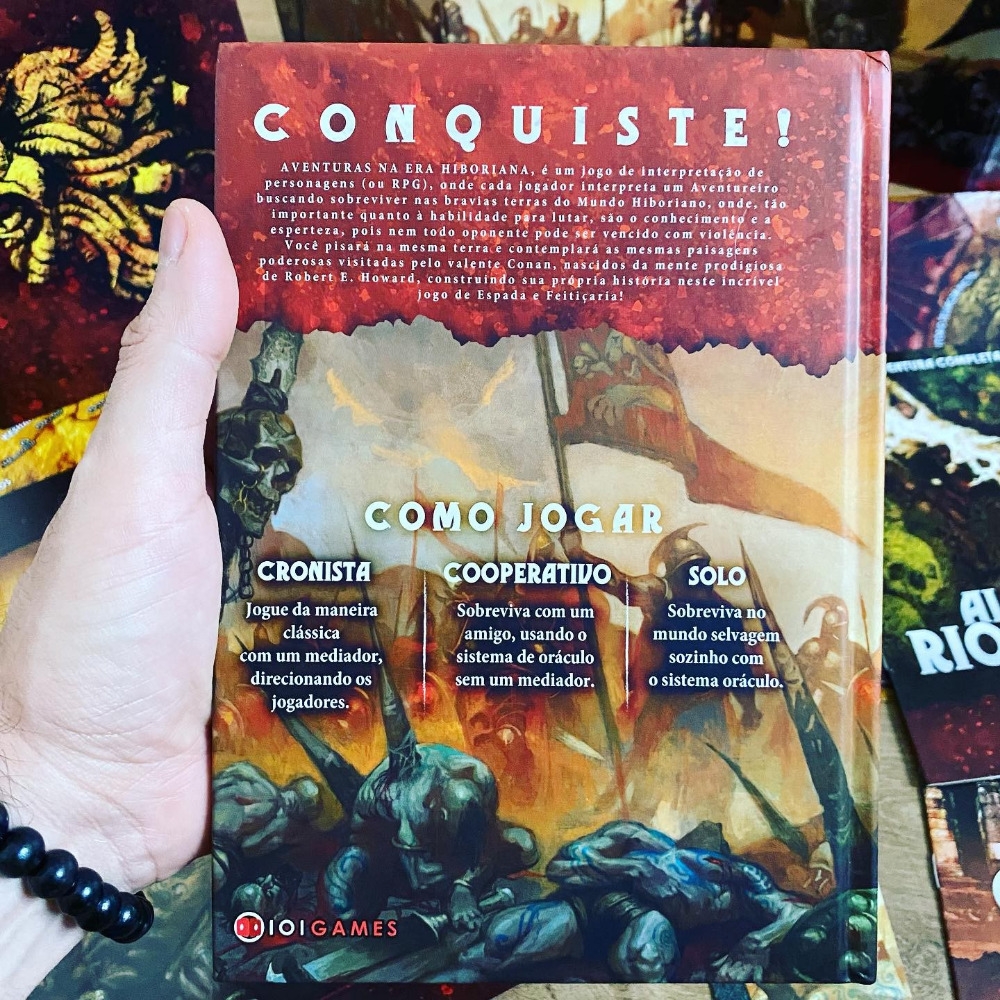 CONQUISTE!
AVENTURAS NA ERA HIBORIANA, é um jogo de interpretação de
personagens (ou RPG), onde cada jogador interpreta um Aventureiro
buscando sobreviver nas bravias terras do Mundo Hiboriano, onde, tão
importante quanto à habilidade para lutar, são o conhecimento e a
esperteza, pois nem todo oponente pode ser vencido com violência.
Você pisará na mesma terra e contemplará as mesmas paisagens
poderosas visitadas pelo valente Conan, nascidos da mente prodigiosa
de Robert E. Howard, construindo sua própria história neste incrível
jogo de Espada e Feitiçaria!
COMO JOGAR
CRONISTA
Jogue da maneira
clássica
com um mediador,
direcionando os
jogadores.
COOPERATIVO
Sobreviva com um
amigo, usando o
sistema de oráculo
sem um mediador.
SOLO
Sobreviva no
mundo selvagem
sozinho com
o sistema oráculo.
101GAMES